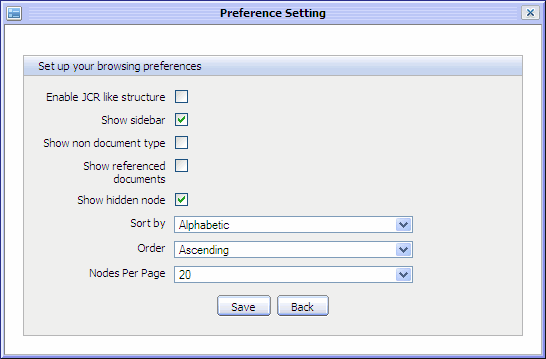 Preference Setting
Set up your browsing preferences
Enable JCR like structure
Show sidebar
Show non document type
Show referenced
documents
Show hidden node
Sort by Alphabetic
Order Ascending
Nodes Per Page 20
Save Back